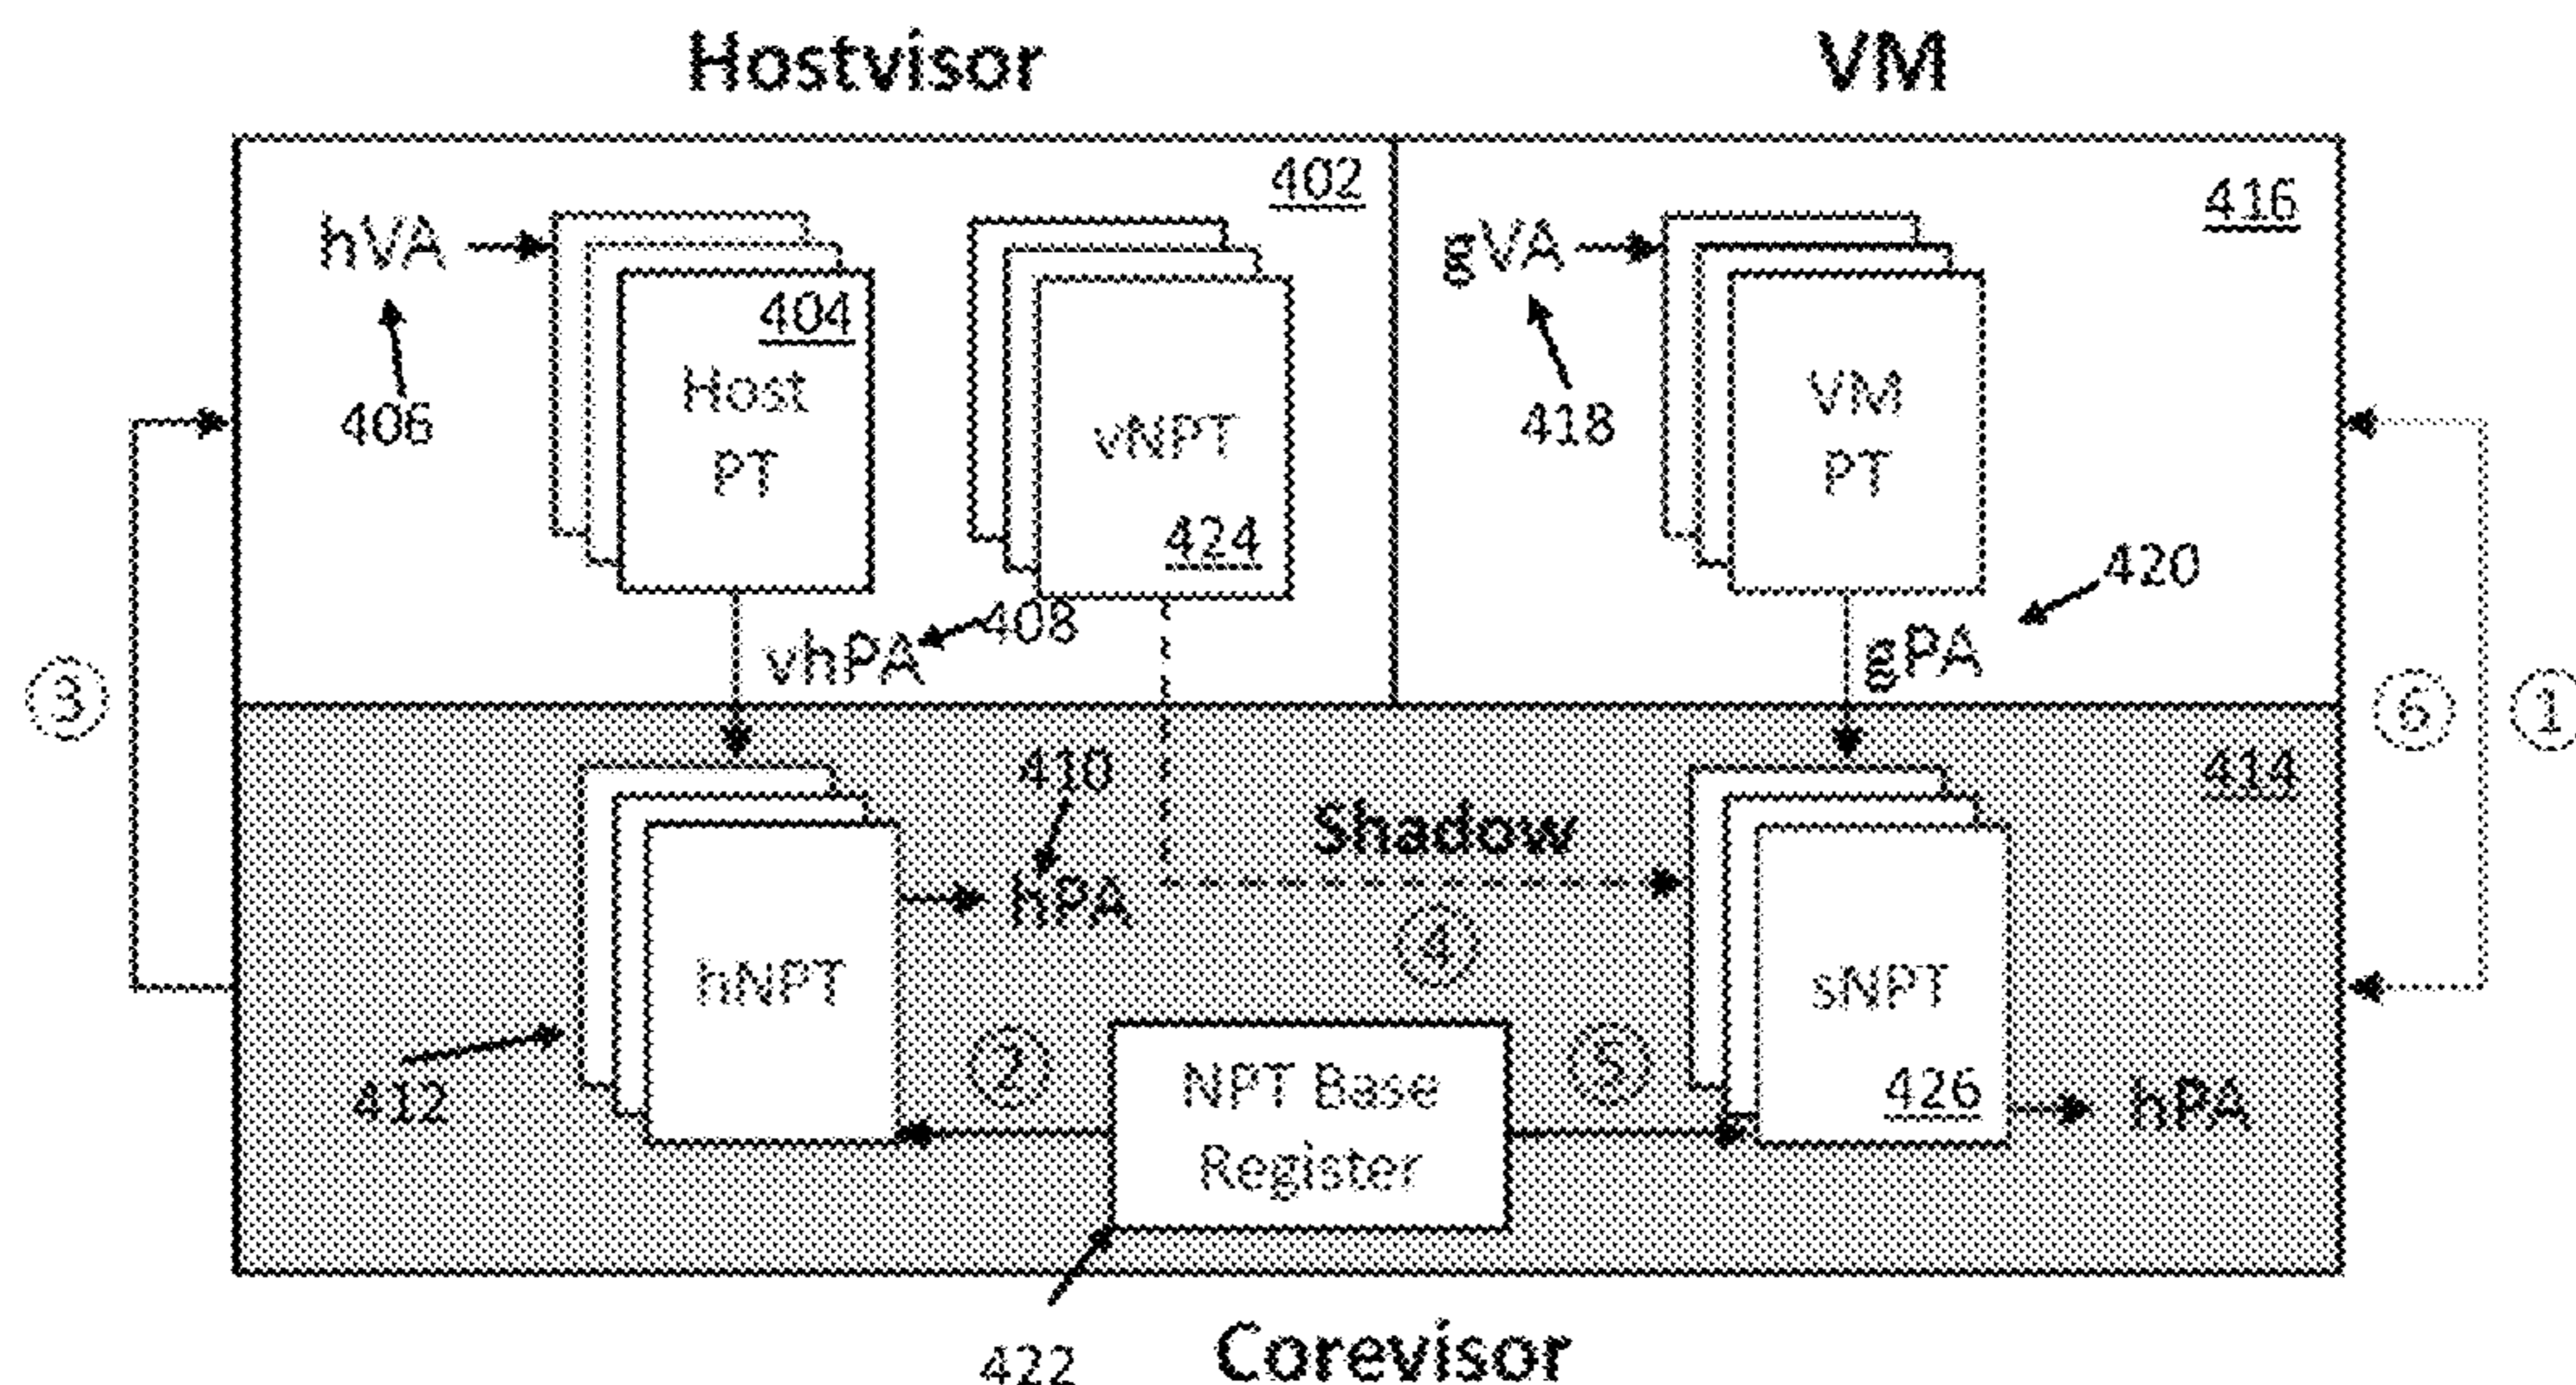 Hostvisor
VM
402
416
hVA
gVA
404
Host
PT
vNPT
VM
PT
406
418
424
420
408
vhPA
gPA
3
6
1
410
414
Shadow
hPA
4
hNPT
sNPT
2
5
NPT Base
Register
412
426
hPA
422
Corevisor